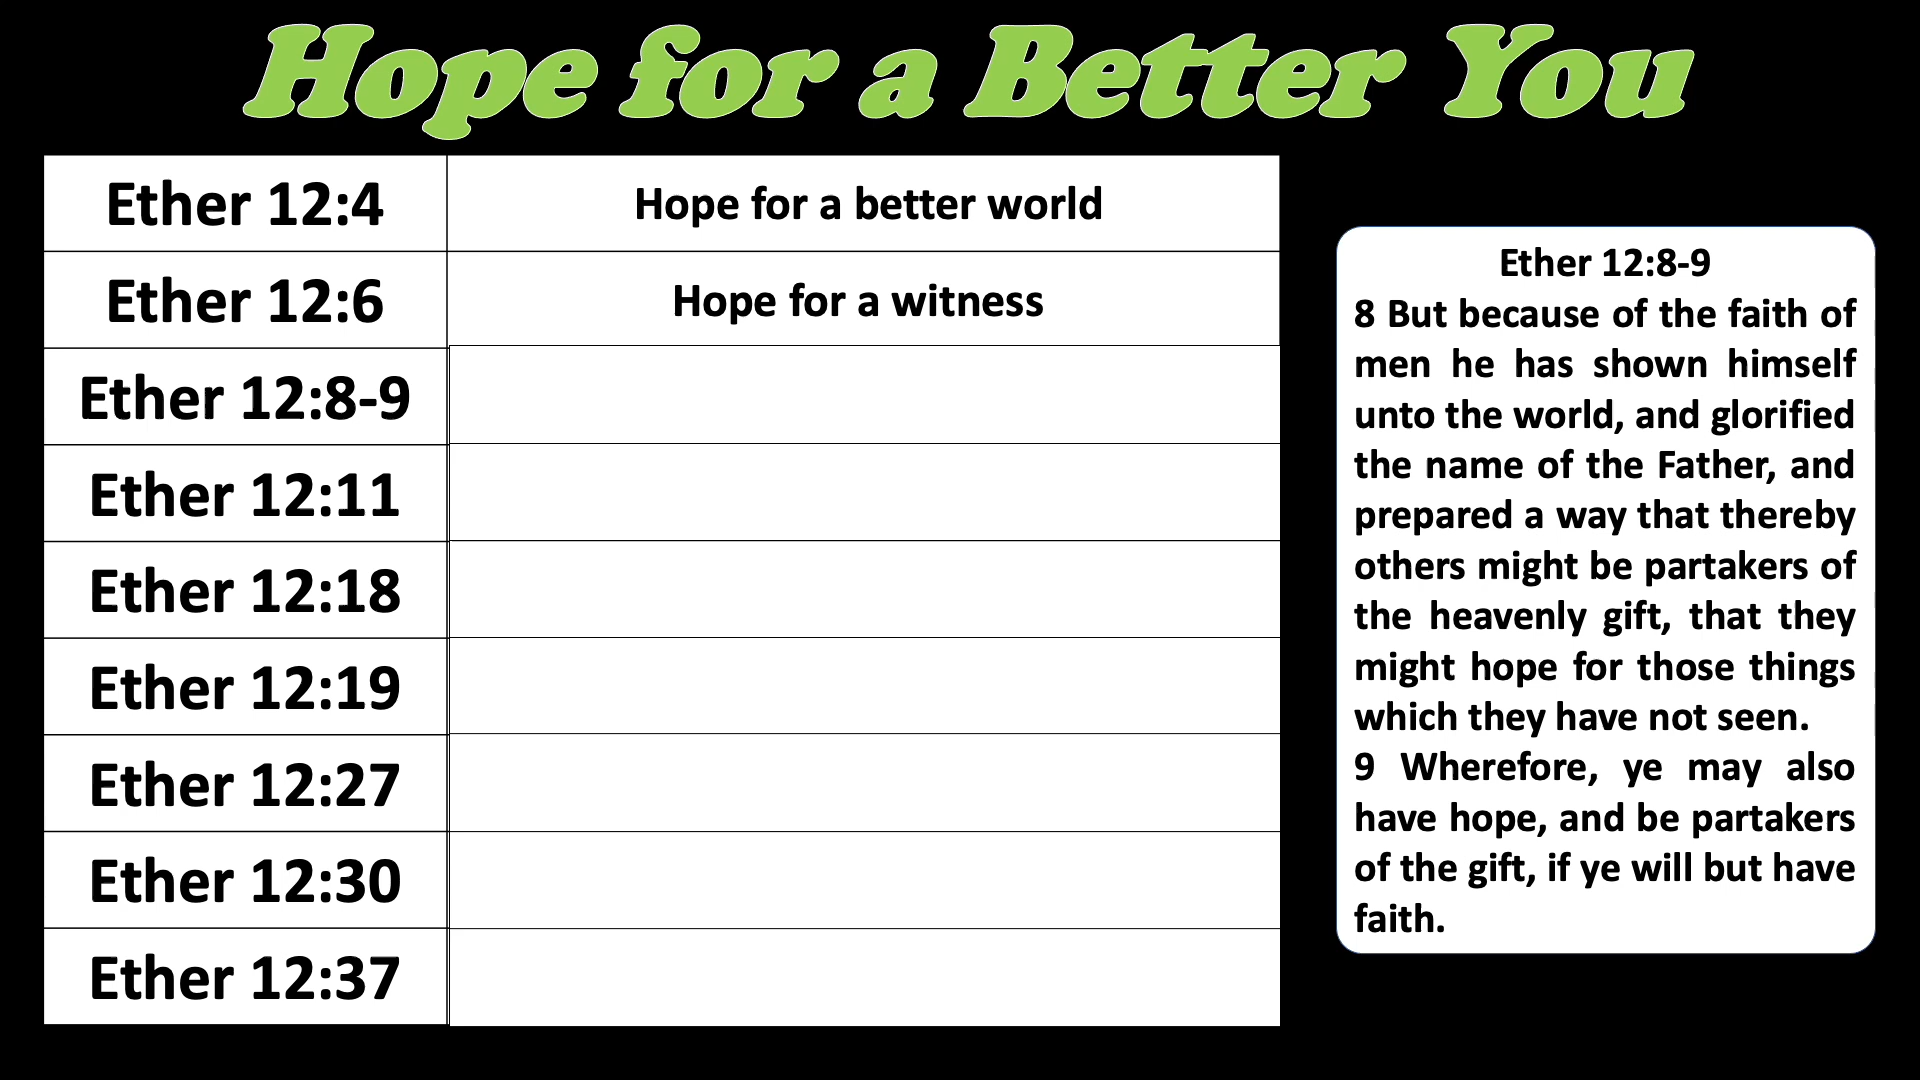 Hope for a Better You
Ether 12:4
Hope for a better world
Ether 12:6
Hope for a witness
Ether 12:8-9
Ether 12:11
Ether 12:18
Ether 12:19
Ether 12:27
Ether 12:30
Ether 12:37
Ether 12:8-9
8 But because of the faith of
men he has shown himself
unto the world, and glorified
the name of the Father, and
prepared a way that thereby
others might be partakers of
the heavenly gift, that they
might hope for those things
which they have not seen.
9 Wherefore, ye may also
have hope, and be partakers
of the gift, if ye will but have
faith.